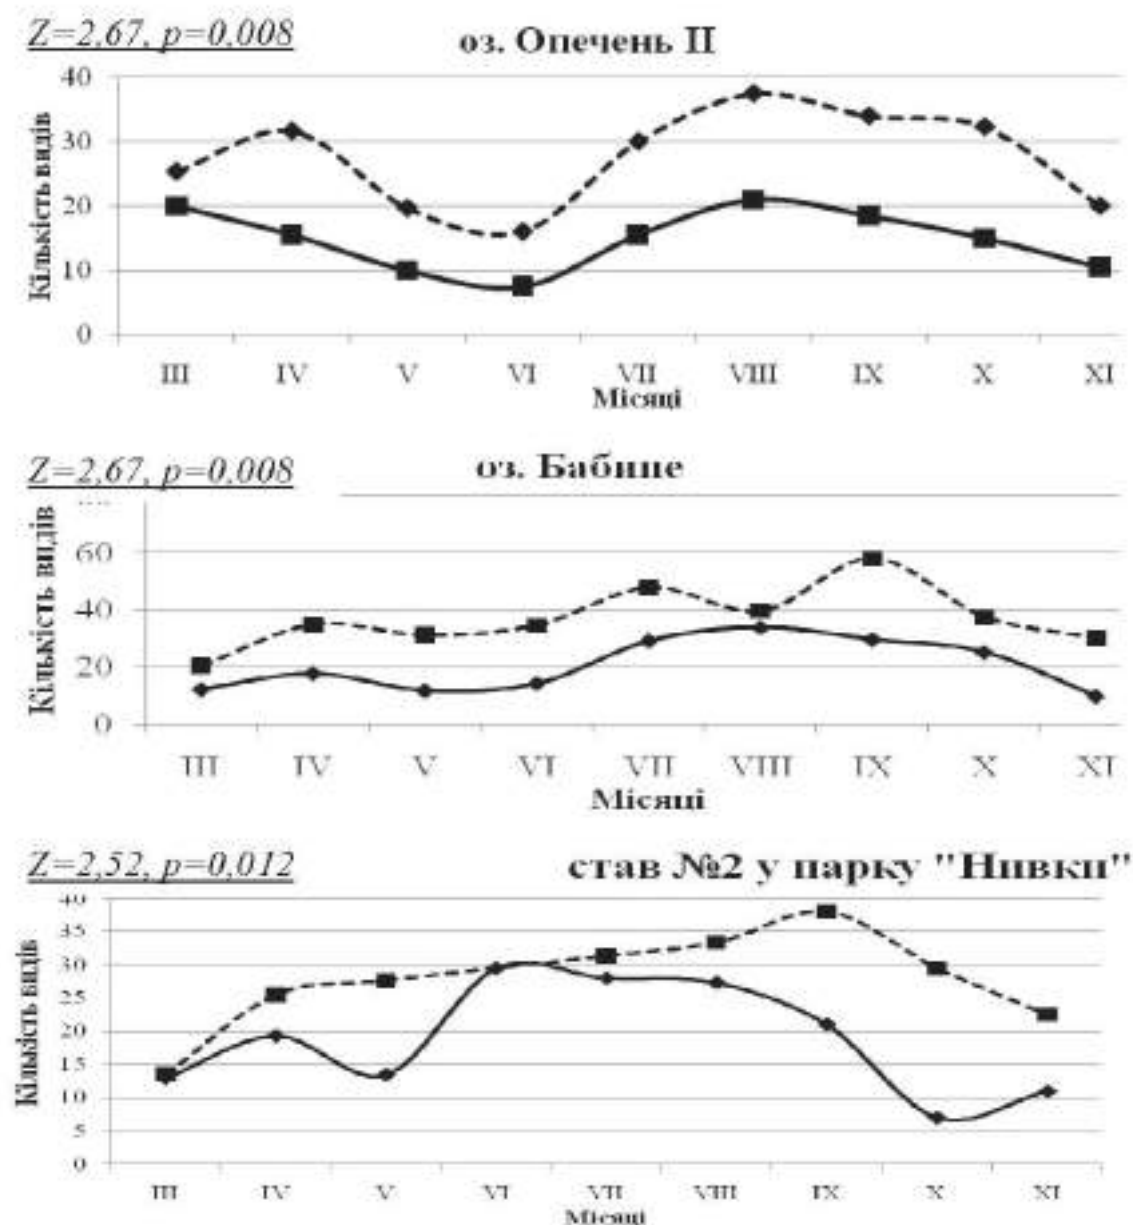 Z=2,67, p=0,008
оз. Опечень II
Кількість видів
40
30
20
10
0
III IV V VI VII VIII IX X XI
Місяці
Z=2,67, p=0,008
оз. Бабине
Кількість видів
60
40
20
0
III IV V VI VII VIII IX X XI
Місяці
Z=2,52, p=0,012
став №2 у парку "Нивки"
Кількість видів
40
35
30
25
20
15
10
5
0
III IV V VI VII VIII IX X XI
Місяці